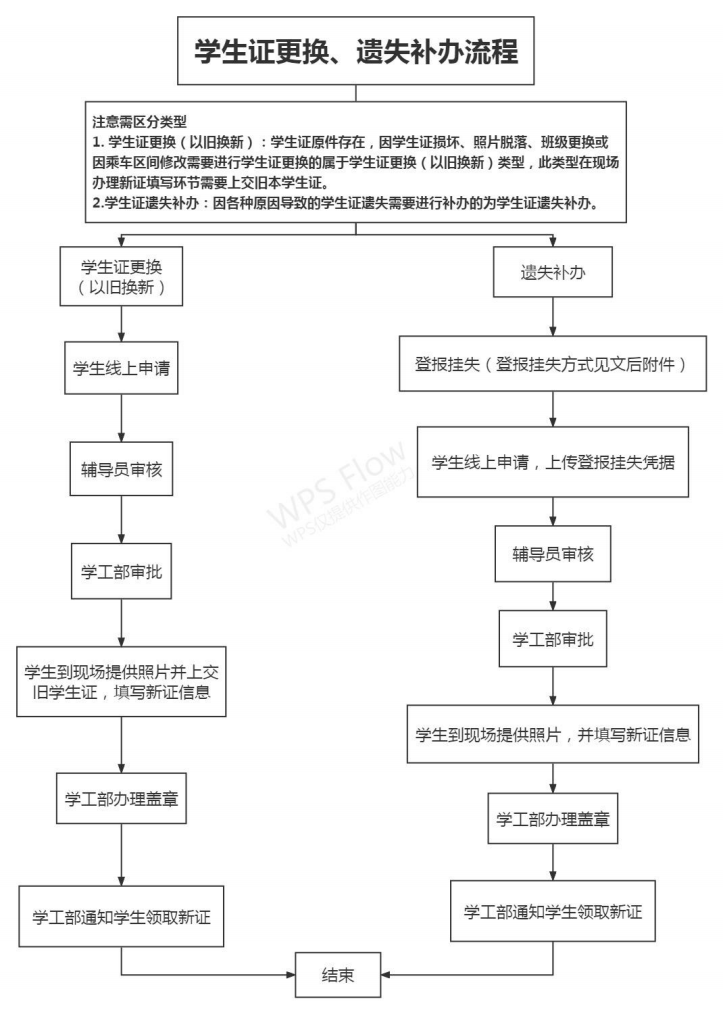 学生证更换、遗失补办流程
注意需区分类型
1. 学生证更换（以旧换新）：学生证原件存在，因学生证损坏、照片脱落、班级更换或
因乘车区间修改需要进行学生证更换的属于学生证更换（以旧换新）类型，此类型在现场
办理新证填写环节需要上交旧本学生证。
2.学生证遗失补办：因各种原因导致的学生证遗失需要进行补办的为学生证遗失补办。
学生证更换
（以旧换新）
学生线上申请
辅导员审核
学工部审批
学生到现场提供照片并上交
旧学生证，填写新证信息
学工部办理盖章
学工部通知学生领取新证
遗失补办
登报挂失（登报挂失方式见文后附件）
学生线上申请，上传登报挂失凭据
辅导员审核
学工部审批
学生到现场提供照片，并填写新证信息
学工部办理盖章
学工部通知学生领取新证
结束
WPS Flow
WPS仅提供作图能力